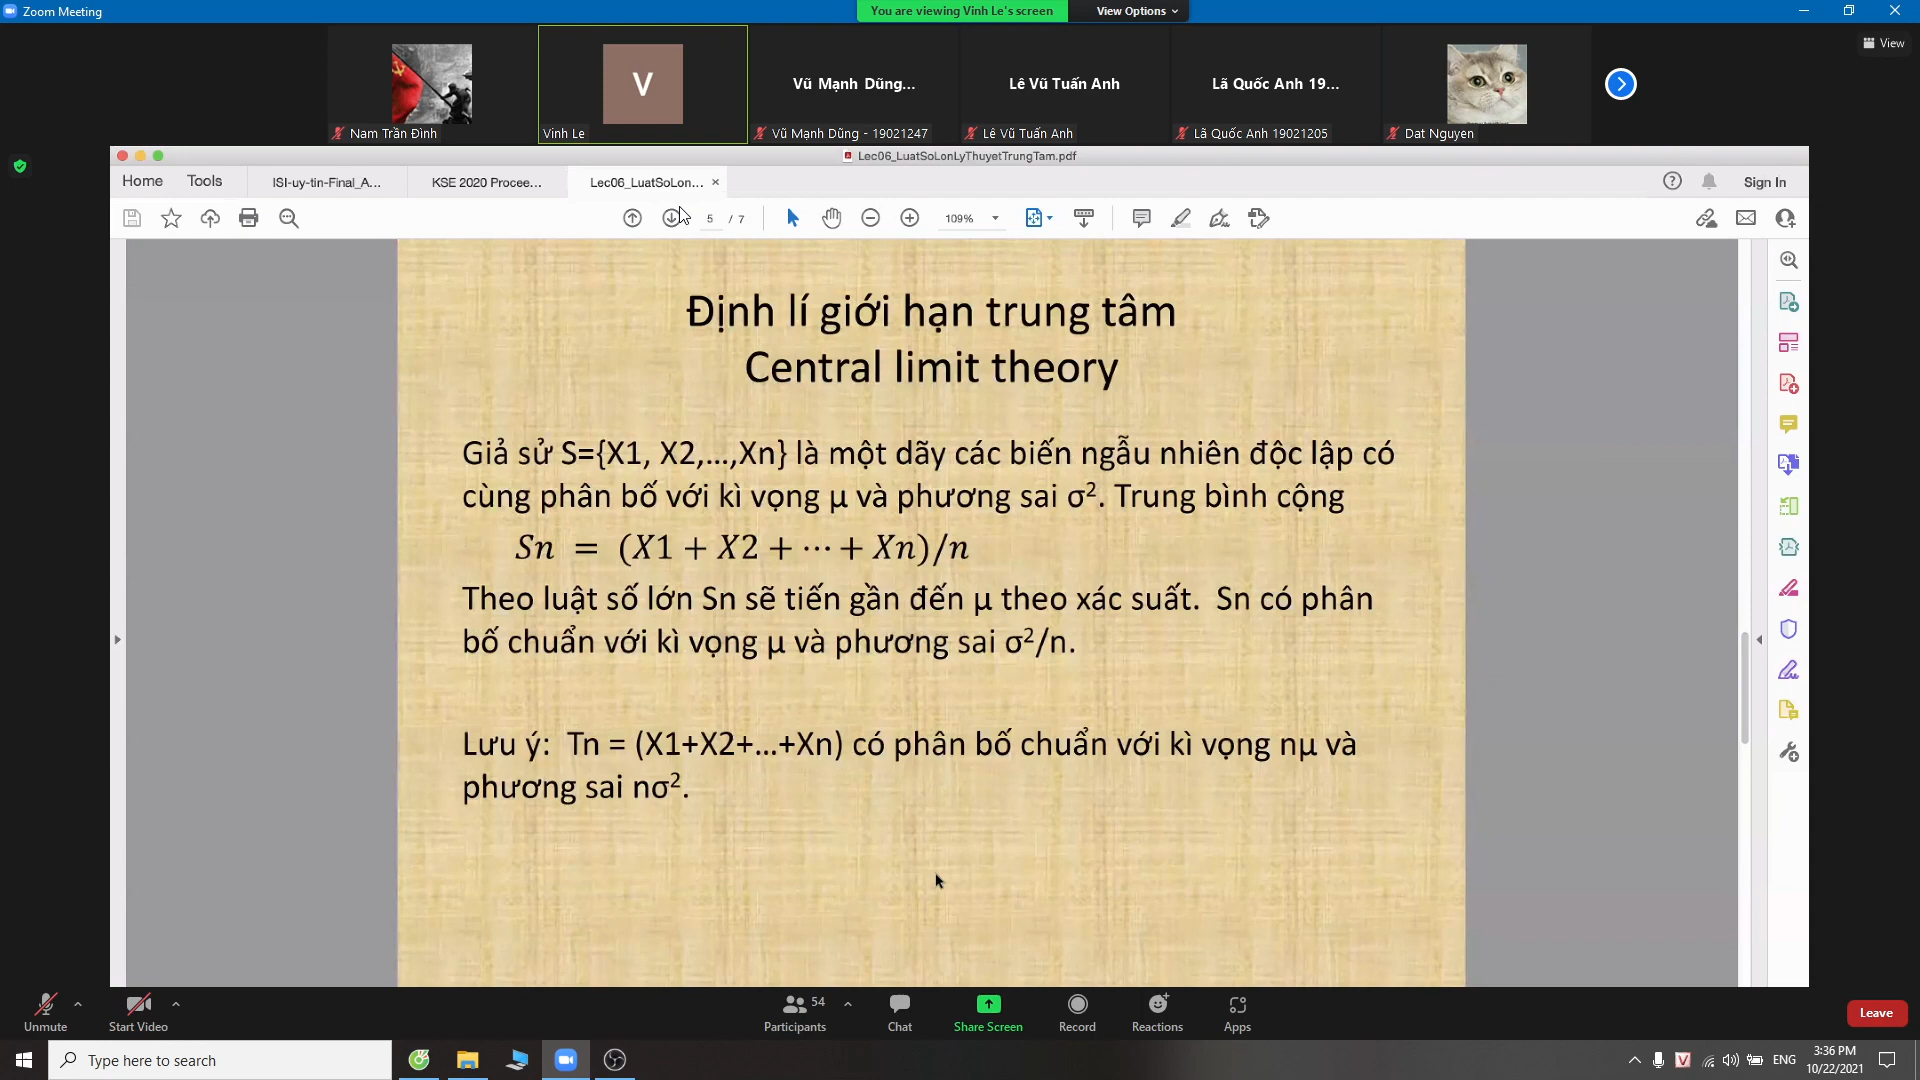 Zoom Meeting
You are viewing Vinh Le's screen
View Options
View
V
Vũ Mạnh Dũng...
Lê Vũ Tuấn Anh
Lã Quốc Anh 19...
Nam Trần Đình
Vinh Le
Vũ Mạnh Dũng - 19021247
Lê Vũ Tuấn Anh
Lã Quốc Anh 19021205
Dat Nguyen
Lec06_LuatSoLonLyThuyetTrungTam.pdf
Home
Tools
ISI-uy-tin-Final_A...
KSE 2020 Procee...
Lec06_LuatSoLon...
Sign In
5 / 7
109%
Định lí giới hạn trung tâm
Central limit theory
Giả sử S={X1, X2,...,Xn} là một dãy các biến ngẫu nhiên độc lập có
cùng phân bố với kì vọng μ và phương sai σ². Trung bình cộng
Sn = (X1 + X2 + ⋯ + Xn)/n
Theo luật số lớn Sn sẽ tiến gần đến μ theo xác suất. Sn có phân
bố chuẩn với kì vọng μ và phương sai σ²/n.
Lưu ý: Tn = (X1+X2+...+Xn) có phân bố chuẩn với kì vọng nμ và
phương sai nσ².
Unmute
Start Video
54
Participants
Chat
Share Screen
Record
Reactions
Apps
Leave
Type here to search
V
ENG
3:36 PM
10/22/2021